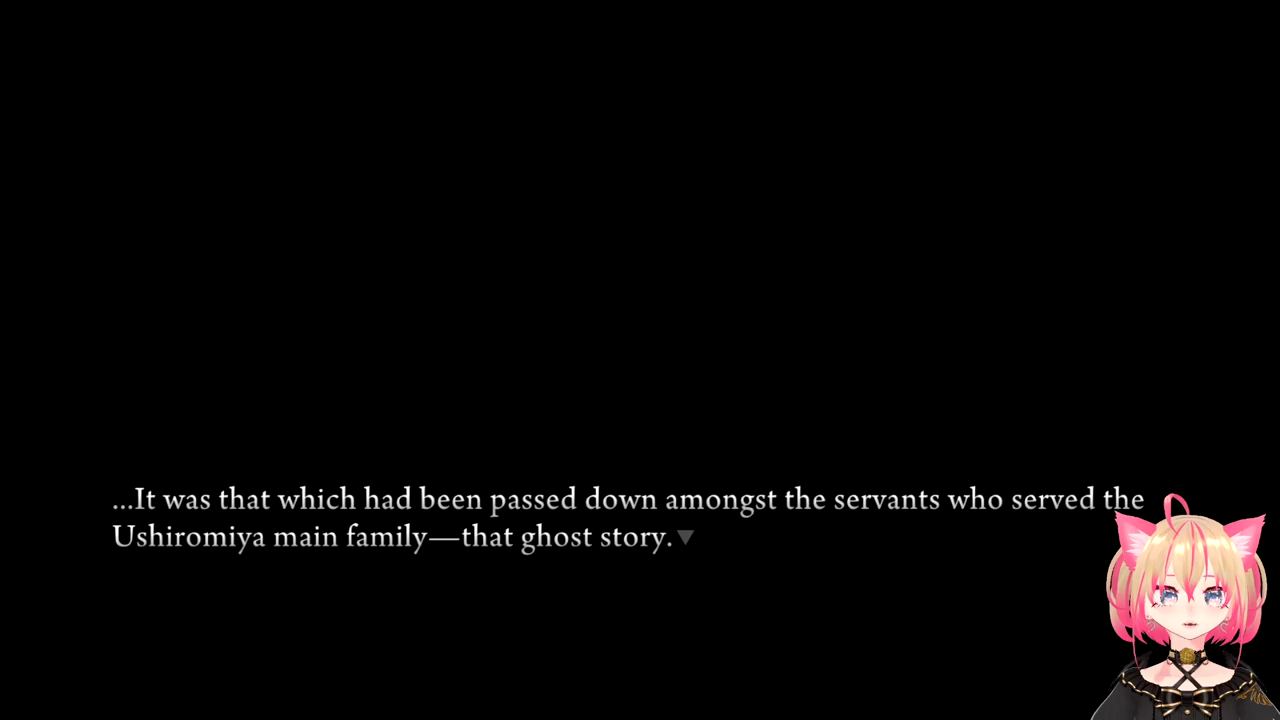 ...It was that which had been passed down amongst the servants who served the
Ushiromiya main family—that ghost story.